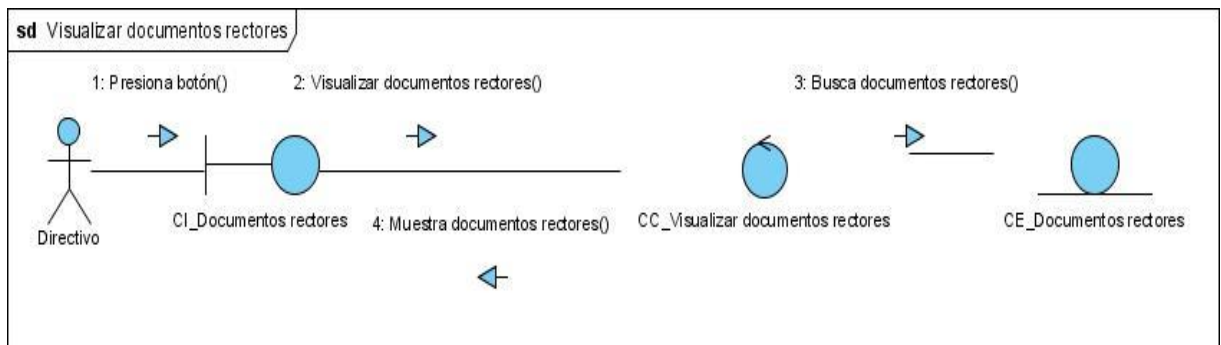 sd Visualizar documentos rectores
1: Presiona botón()
2: Visualizar documentos rectores()
3: Busca documentos rectores()
CI_Documentos rectores
4: Muestra documentos rectores()
CC_Visualizar documentos rectores
CE_Documentos rectores
Directivo